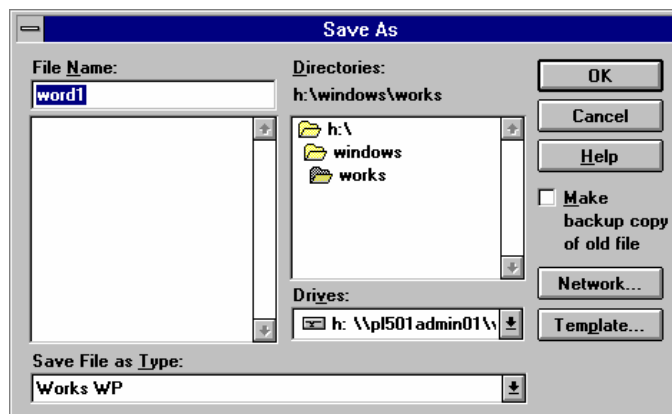 Save As
File Name:
word1
Directories:
h:\windows\works
h:\
windows
works
OK
Cancel
Help
Make
backup copy
of old file
Drives:
h: \\pl501admin01\
Network...
Template...
Save File as Type:
Works WP